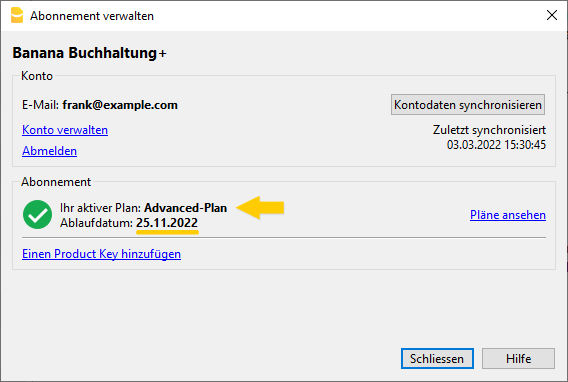 Abonnement verwalten
Banana Buchhaltung+
Konto
E-Mail: frank@example.com
Kontodaten synchronisieren
Konto verwalten
Zuletzt synchronisiert
Abmelden
03.03.2022 15:30:45
Abonnement
Ihr aktiver Plan: Advanced-Plan
Ablaufdatum: 25.11.2022
Pläne ansehen
Einen Product Key hinzufügen
Schliessen
Hilfe